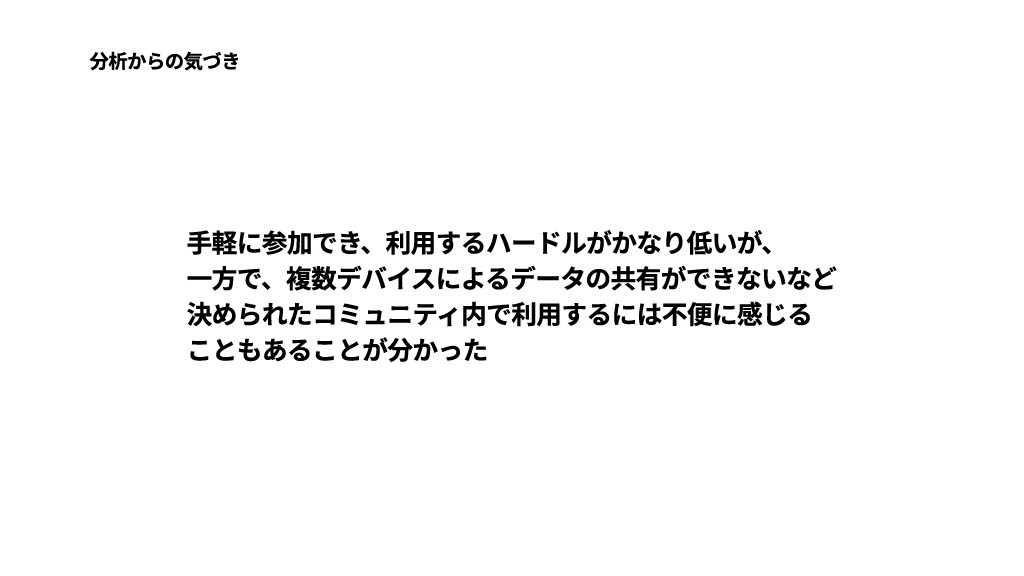 分析からの気づき
手軽に参加でき、利用するハードルがかなり低いが、
一方で、複数デバイスによるデータの共有ができないなど
決められたコミュニティ内で利用するには不便に感じる
こともあることが分かった